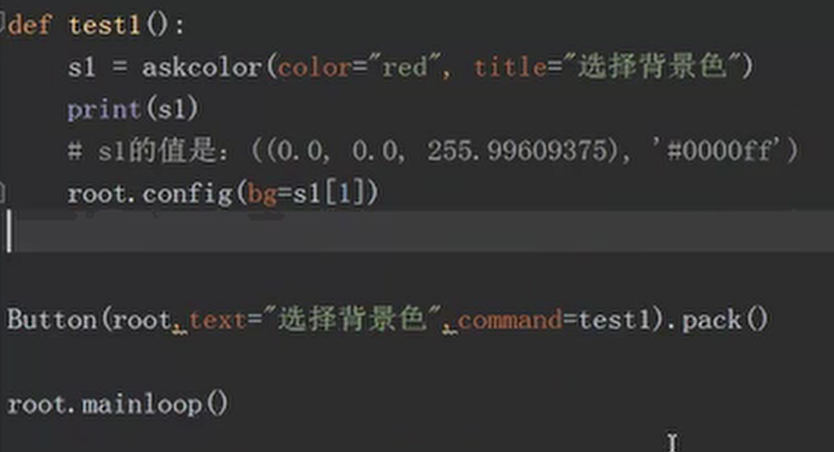 def test1():
    s1 = askcolor(color="red", title="选择背景色")
    print(s1)
    # s1的值是：((0.0, 0.0, 255.99609375), '#0000ff')
    root.config(bg=s1[1])
Button(root,text="选择背景色",command=test1).pack()
root.mainloop()